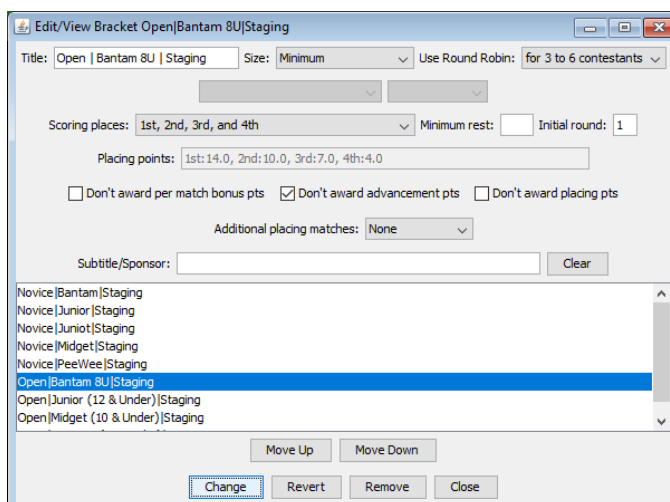 Edit/View Bracket Open|Bantam 8U|Staging
Title: Open | Bantam 8U | Staging Size: Minimum Use Round Robin: for 3 to 6 contestants
Scoring places: 1st, 2nd, 3rd, and 4th Minimum rest: Initial round: 1
Placing points: 1st:14.0, 2nd:10.0, 3rd:7.0, 4th:4.0
Don't award per match bonus pts Don't award advancement pts Don't award placing pts
Additional placing matches: None
Subtitle/Sponsor: Clear
Novice|Bantam|Staging
Novice|Junior|Staging
Novice|Juniot|Staging
Novice|Midget|Staging
Novice|PeeWee|Staging
Open|Bantam 8U|Staging
Open|Junior (12 & Under)|Staging
Open|Midget (10 & Under)|Staging
Move Up Move Down
Change Revert Remove Close